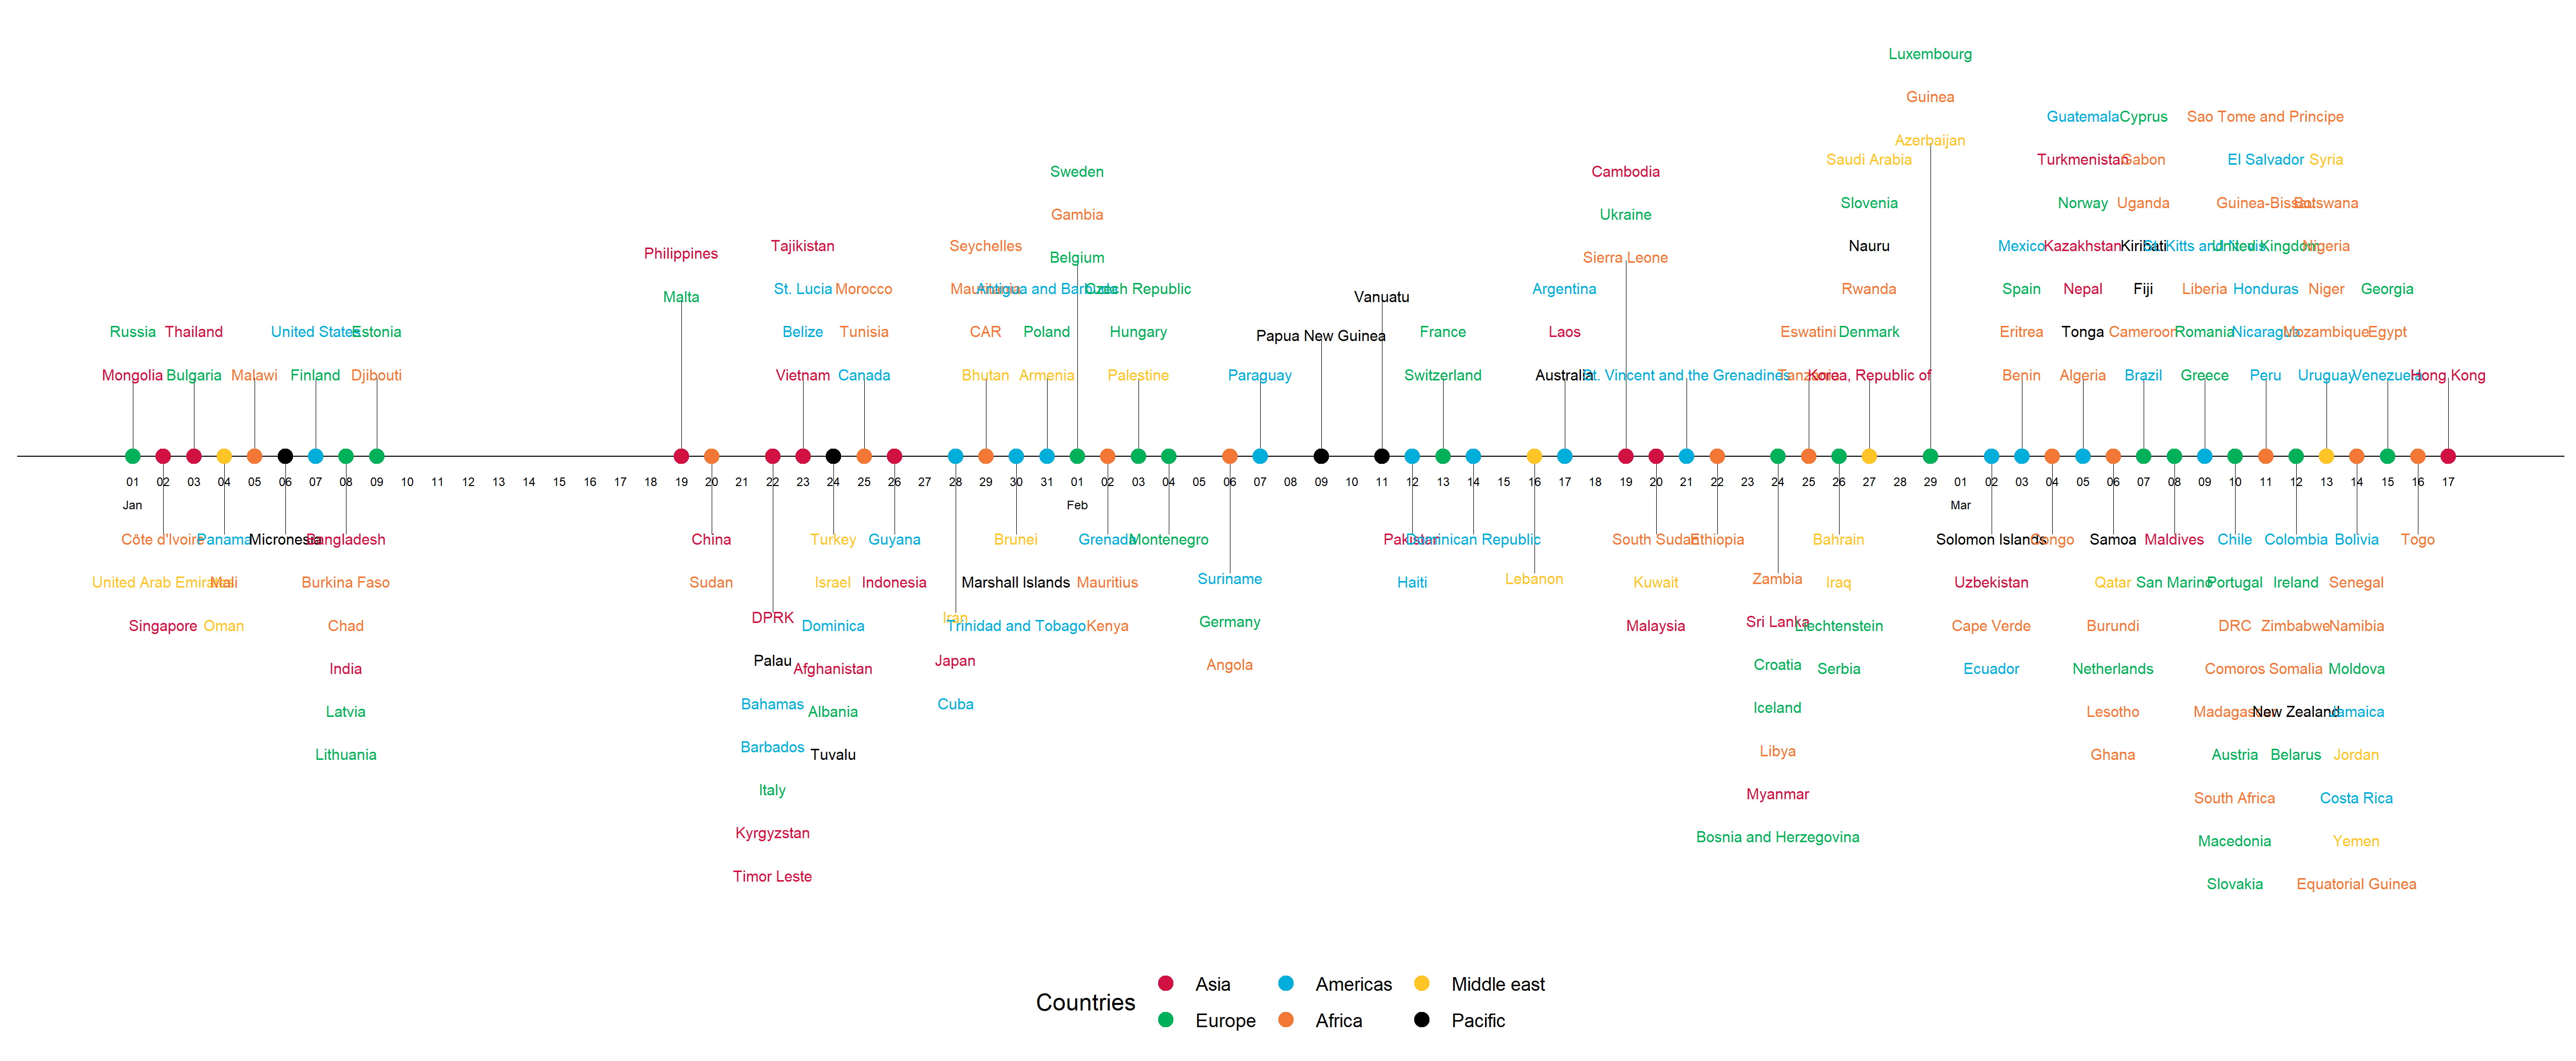 Luxembourg
Guinea
Guatemala Cyprus Sao Tome and Principe
Azerbaijan
Saudi Arabia Turkmenistan Gabon El Salvador Syria
Sweden Cambodia
Slovenia Norway Uganda Guinea-Bissau Botswana
Gambia Ukraine
Tajikistan Seychelles Nauru Mexico Kazakhstan Kiribati St. Kitts and Nevis United Kingdom Nigeria
Philippines Belgium Sierra Leone
St. Lucia Morocco Mauritania Antigua and Barbuda Czech Republic Argentina Rwanda Spain Nepal Fiji Liberia Honduras Niger Georgia
Malta Vanuatu
Russia Thailand United States Estonia Belize Tunisia CAR Poland Hungary Papua New Guinea France Laos Eswatini Denmark Eritrea Tonga Cameroon Romania Nicaragua Mozambique Egypt
Mongolia Bulgaria Malawi Finland Djibouti Vietnam Canada Bhutan Armenia Palestine Paraguay Switzerland Australia St. Vincent and the Grenadines Tanzania Korea, Republic of Benin Algeria Brazil Greece Peru Uruguay Venezuela Hong Kong
01 02 03 04 05 06 07 08 09 10 11 12 13 14 15 16 17 18 19 20 21 22 23 24 25 26 27 28 29 30 31 01 02 03 04 05 06 07 08 09 10 11 12 13 14 15 16 17 18 19 20 21 22 23 24 25 26 27 28 29 01 02 03 04 05 06 07 08 09 10 11 12 13 14 15 16 17
Jan Feb Mar
Côte d'Ivoire Panama Micronesia Bangladesh China Turkey Guyana Brunei Grenada Montenegro Pakistan Dominican Republic South Sudan Ethiopia Bahrain Solomon Islands Congo Samoa Maldives Chile Colombia Bolivia Togo
United Arab Emirates Mali Burkina Faso Sudan Israel Indonesia Marshall Islands Mauritius Suriname Haiti Lebanon Kuwait Zambia Iraq Uzbekistan Qatar San Marino Portugal Ireland Senegal
Singapore Oman Chad DPRK Dominica Iran Trinidad and Tobago Kenya Germany Malaysia Sri Lanka Liechtenstein Cape Verde Burundi DRC Zimbabwe Namibia
India Palau Afghanistan Japan Angola Croatia Serbia Ecuador Netherlands Comoros Somalia Moldova
Latvia Bahamas Albania Cuba Iceland Lesotho Madagascar New Zealand Jamaica
Lithuania Barbados Tuvalu Libya Ghana Austria Belarus Jordan
Italy Myanmar South Africa Costa Rica
Kyrgyzstan Bosnia and Herzegovina Macedonia Yemen
Timor Leste Slovakia Equatorial Guinea
Countries
Asia Americas Middle east
Europe Africa Pacific